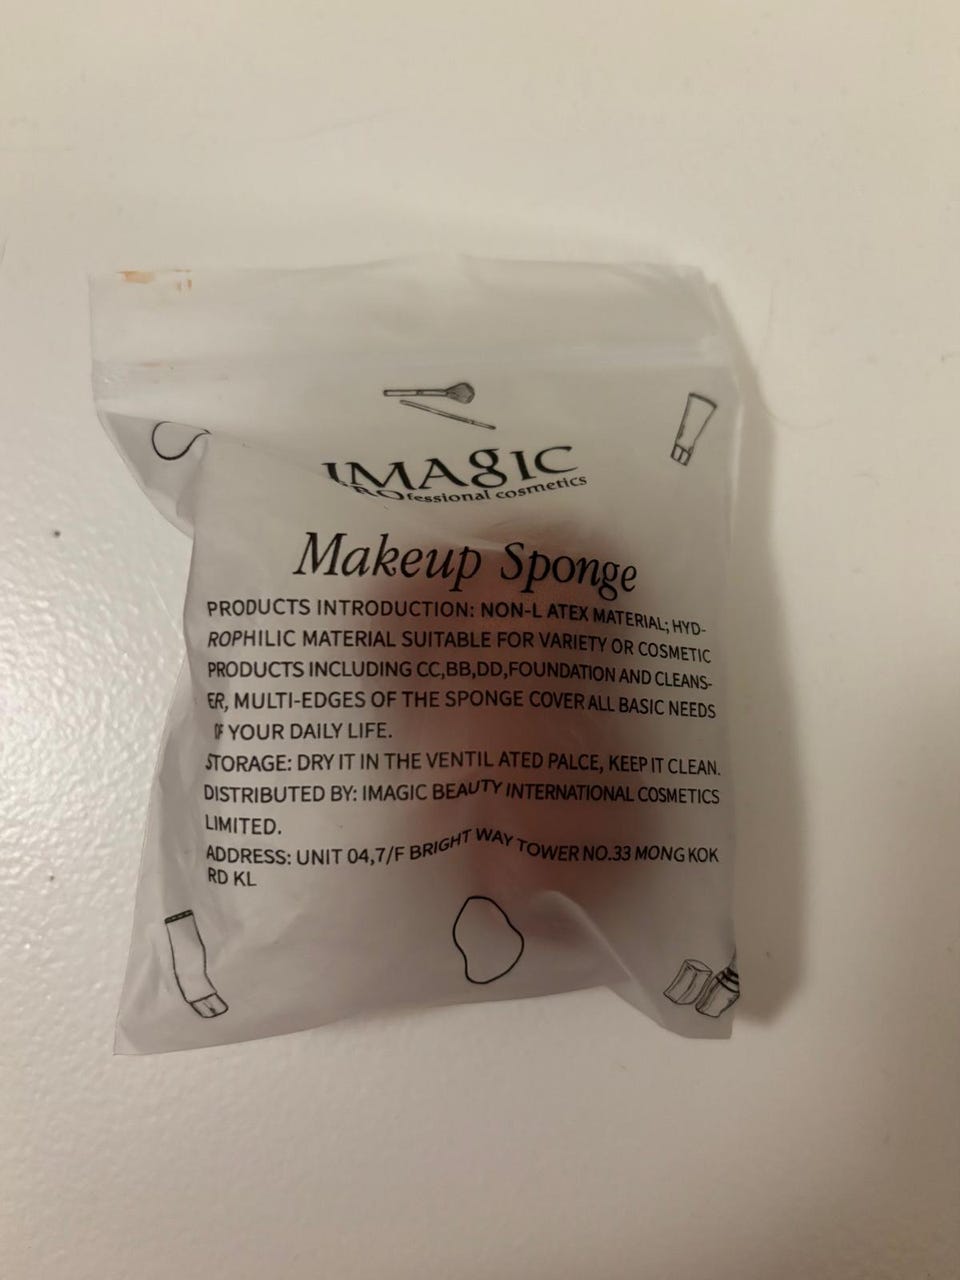 IMAGIC
PROfessional cosmetics
Makeup Sponge
PRODUCTS INTRODUCTION: NON-L ATEX MATERIAL; HYD-
ROPHILIC MATERIAL SUITABLE FOR VARIETY OR COSMETIC
PRODUCTS INCLUDING CC,BB,DD,FOUNDATION AND CLEANS-
ER, MULTI-EDGES OF THE SPONGE COVER ALL BASIC NEEDS
OF YOUR DAILY LIFE.
STORAGE: DRY IT IN THE VENTIL ATED PALCE, KEEP IT CLEAN.
DISTRIBUTED BY: IMAGIC BEAUTY INTERNATIONAL COSMETICS
LIMITED.
ADDRESS: UNIT 04,7/F BRIGHT WAY TOWER NO.33 MONG KOK
RD KL